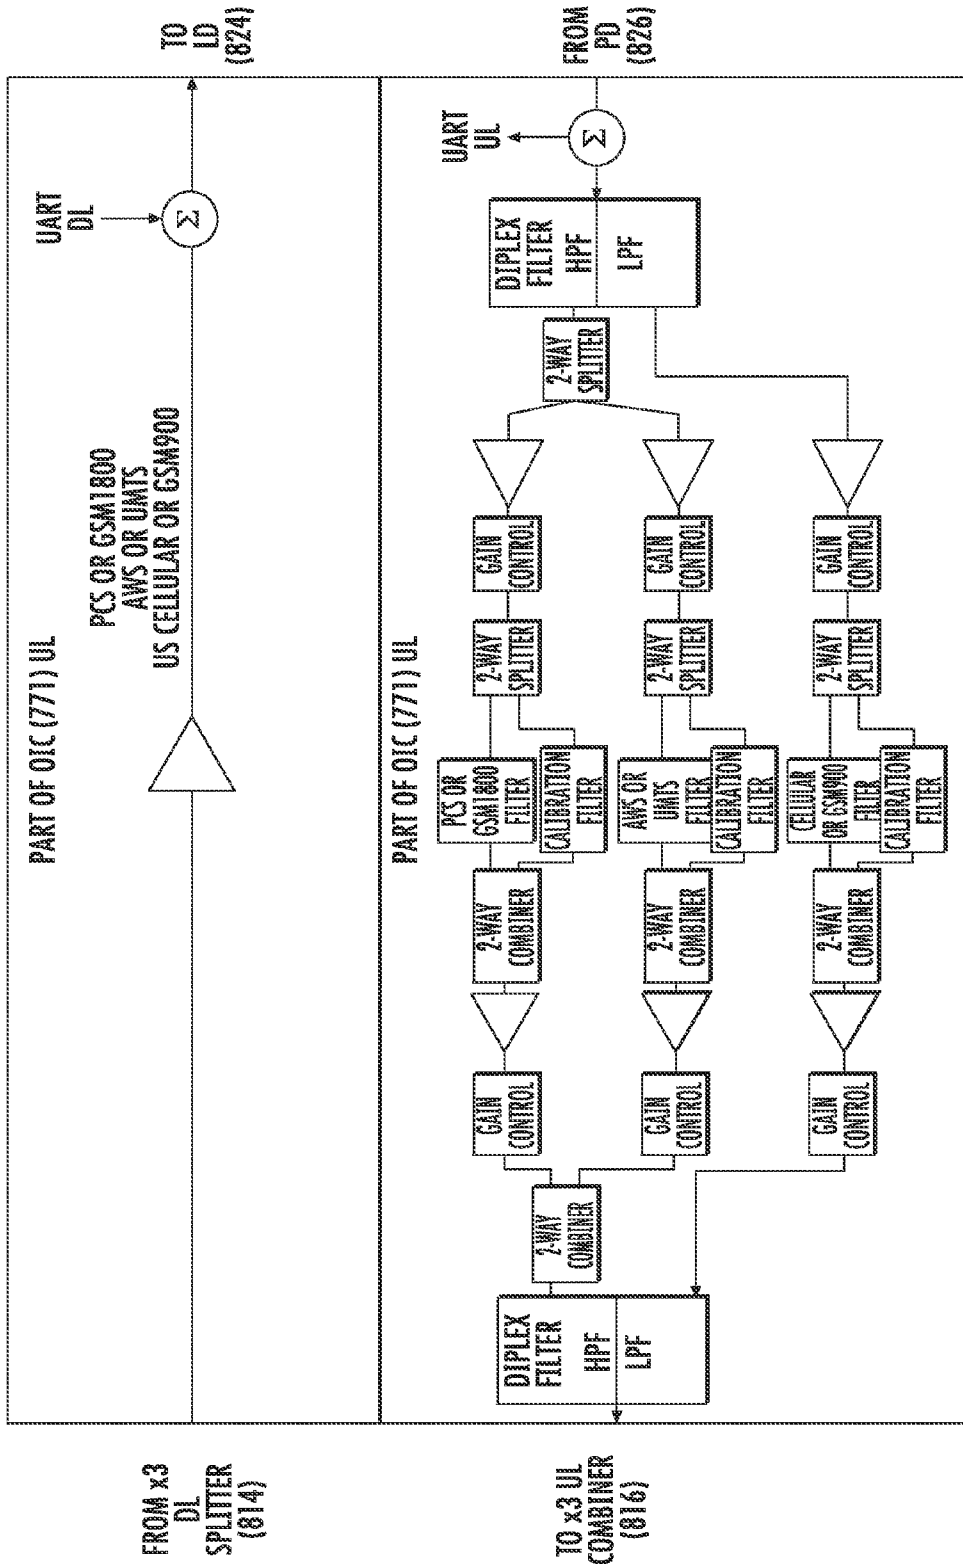 FROM x3
DL
SPLITTER
(814)
PART OF OIC (771) UL
PCS OR GSM1800
AWS OR UMTS
US CELLULAR OR GSM900
UART
DL
Σ
TO
LD
(824)
TO x3 UL
COMBINER
(816)
PART OF OIC (771) UL
DIPLEX
FILTER
HPF
LPF
2-WAY
COMBINER
GAIN
CONTROL
2-WAY
COMBINER
PCS OR
GSM1800
FILTER
CALIBRATION
FILTER
2-WAY
SPLITTER
GAIN
CONTROL
GAIN
CONTROL
2-WAY
COMBINER
AWS OR
UMTS
FILTER
CALIBRATION
FILTER
2-WAY
SPLITTER
GAIN
CONTROL
GAIN
CONTROL
2-WAY
COMBINER
CELLULAR
OR GSM900
FILTER
CALIBRATION
FILTER
2-WAY
SPLITTER
GAIN
CONTROL
2-WAY
SPLITTER
DIPLEX
FILTER
HPF
LPF
UART
UL
Σ
FROM
PD
(826)